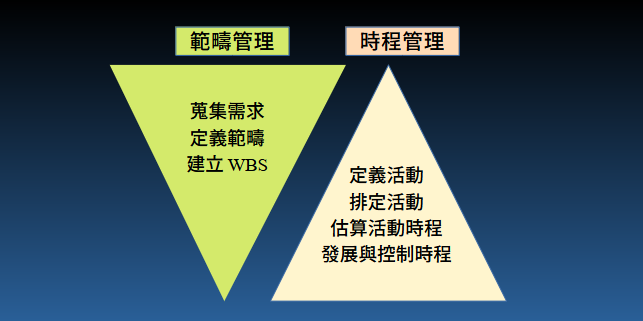 範疇管理
蒐集需求
定義範疇
建立 WBS
時程管理
定義活動
排定活動
估算活動時程
發展與控制時程